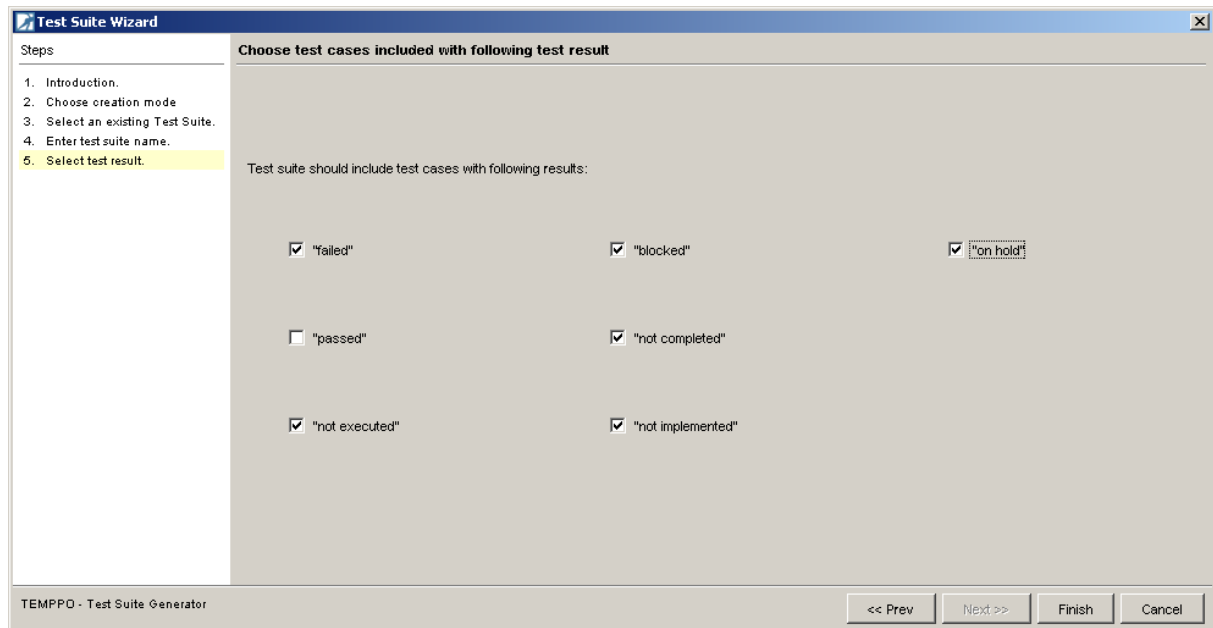 Test Suite Wizard
Steps
1. Introduction.
2. Choose creation mode
3. Select an existing Test Suite.
4. Enter test suite name.
5. Select test result.
Choose test cases included with following test result
Test suite should include test cases with following results:
"failed" "blocked" "on hold"
"passed" "not completed"
"not executed" "not implemented"
TEMPPO - Test Suite Generator
<< Prev Next >> Finish Cancel